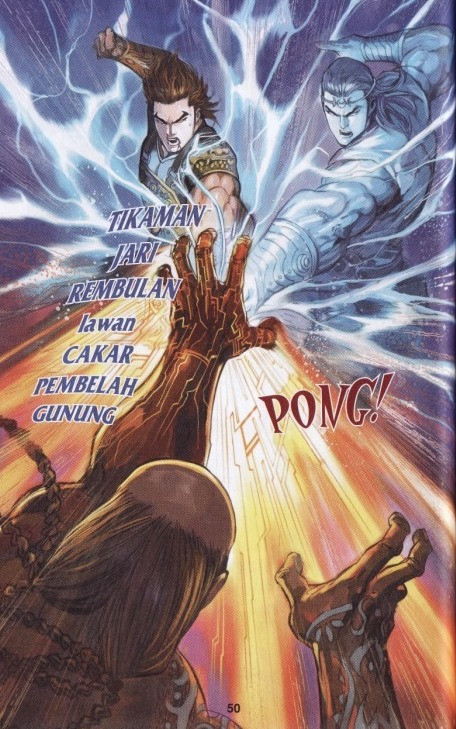 TIKAMAN
JARI
REMBULAN
lawan
CAKAR
PEMBELAH
GUNUNG
PONG!
50